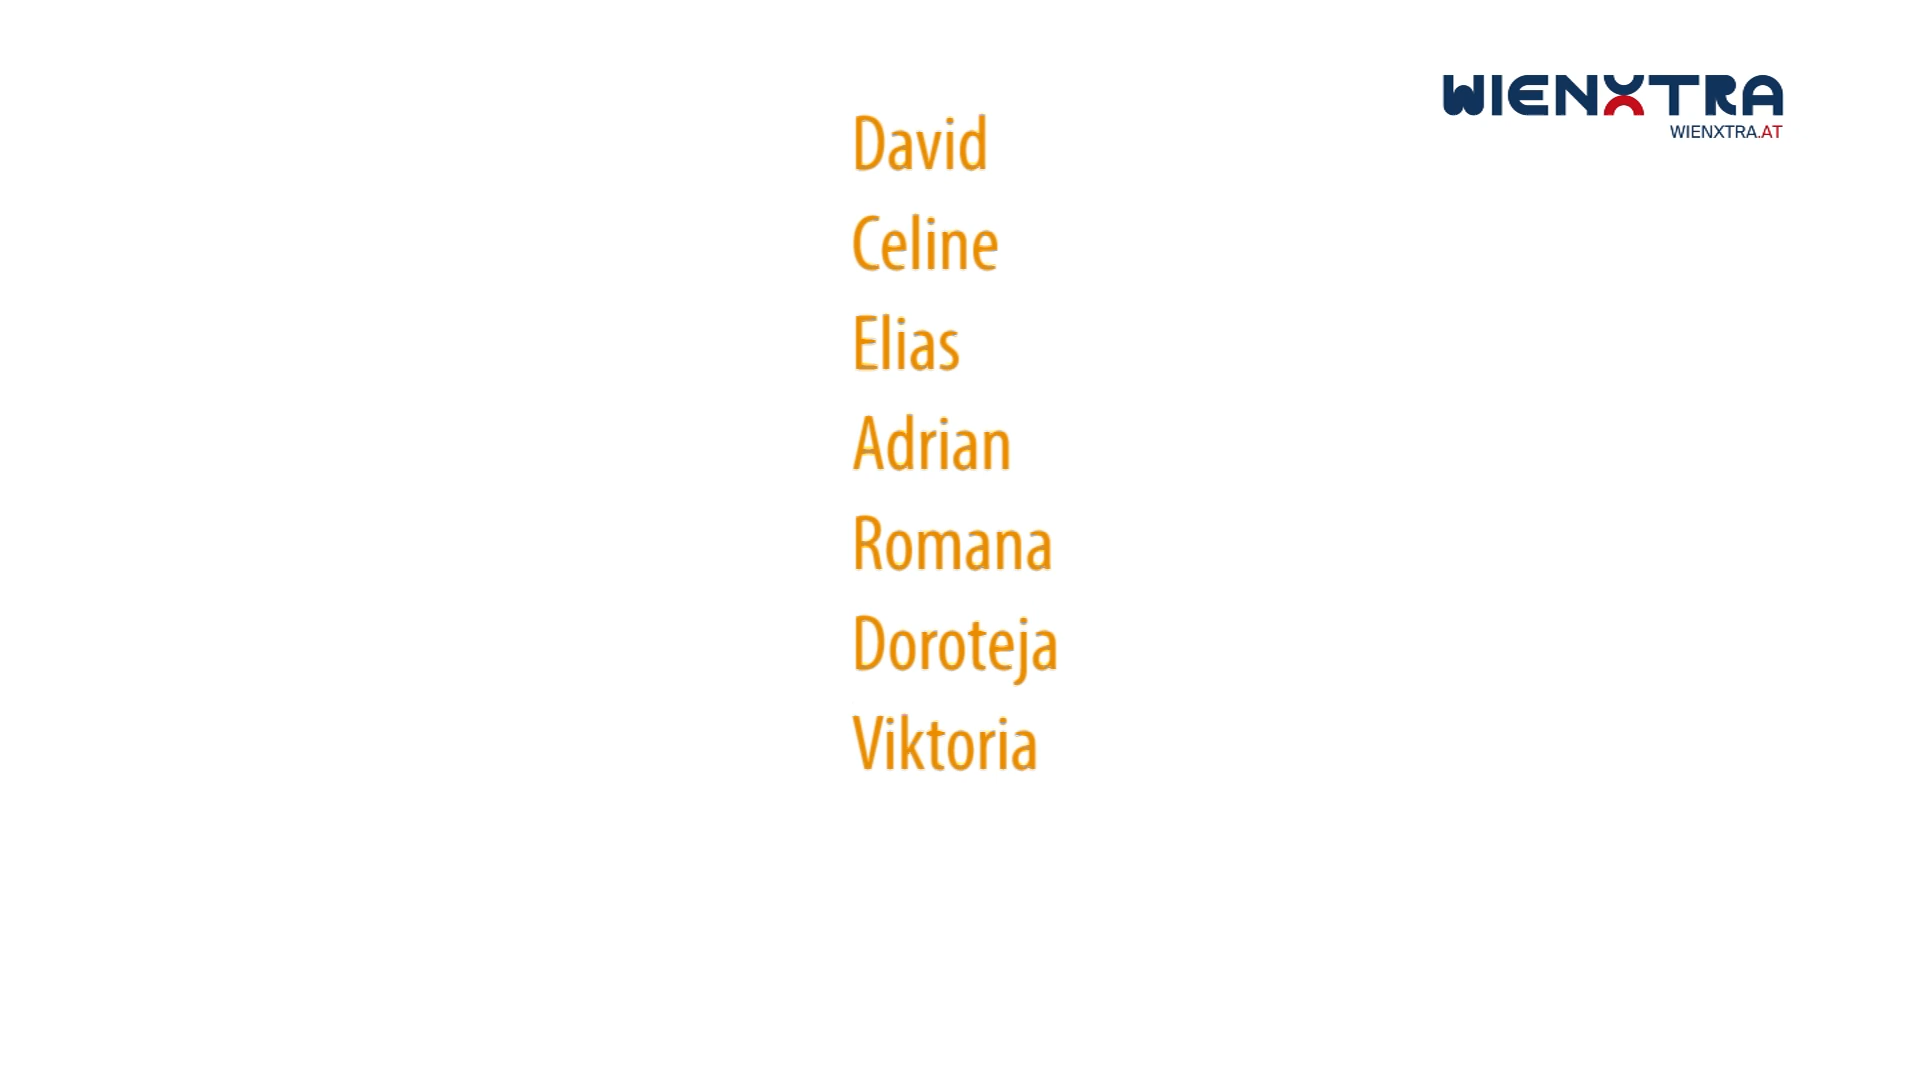 WIENXTRA
WIENXTRA.AT
David
Celine
Elias
Adrian
Romana
Doroteja
Viktoria